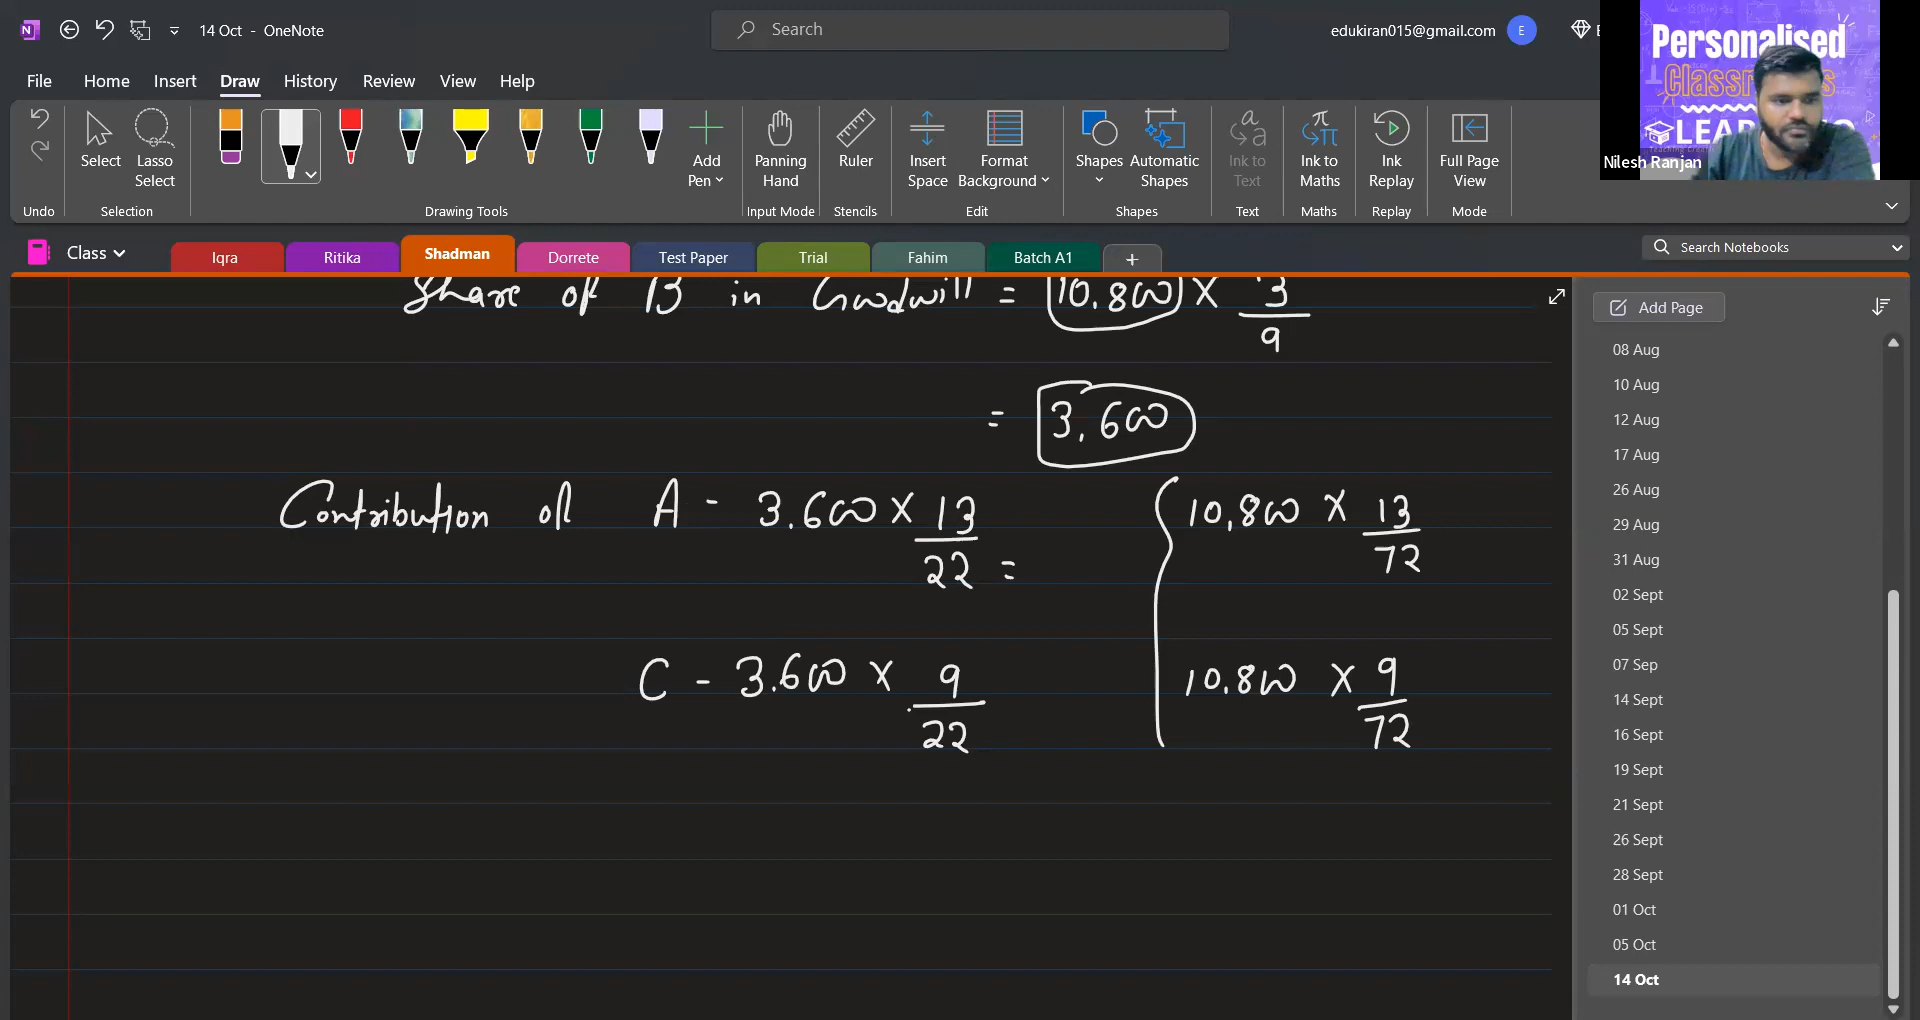 14 Oct - OneNote
Search
edukiran015@gmail.com
E
File Home Insert Draw History Review View Help
Undo
Select
Lasso Select
Selection
Drawing Tools
Add Pen
Panning Hand
Input Mode
Ruler
Stencils
Insert Space
Format Background
Edit
Shapes
Automatic Shapes
Shapes
Ink to Text
Text
Ink to Maths
Maths
Ink Replay
Replay
Full Page View
Mode
Personalised
Nilesh Ranjan
Class
Iqra Ritika Shadman Dorrete Test Paper Trial Fahim Batch A1 +
Search Notebooks
Share of B in Goodwill = 10,800 × 3/9
= 3,600
Contribution of A - 3,600 × 13/22 = 10,800 × 13/72
C - 3,600 × 9/22 10,800 × 9/72
Add Page
08 Aug
10 Aug
12 Aug
17 Aug
26 Aug
29 Aug
31 Aug
02 Sept
05 Sept
07 Sep
14 Sept
16 Sept
19 Sept
21 Sept
26 Sept
28 Sept
01 Oct
05 Oct
14 Oct